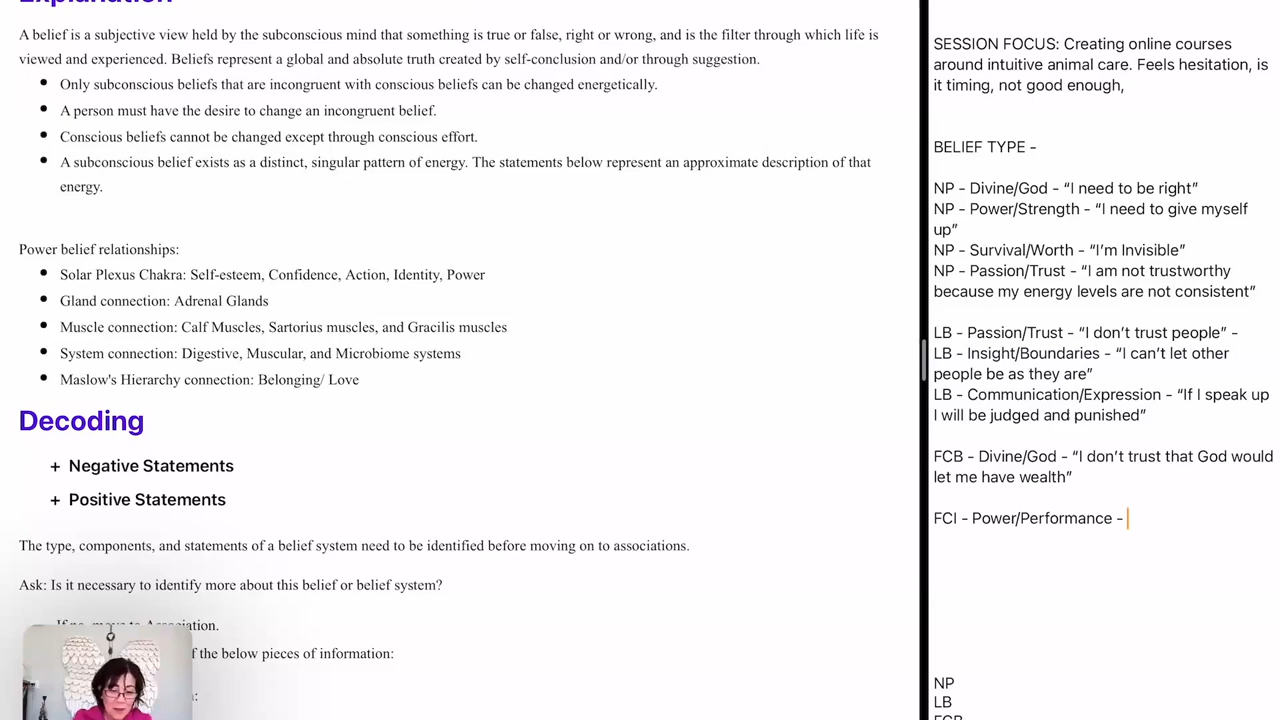 Explanation
A belief is a subjective view held by the subconscious mind that something is true or false, right or wrong, and is the filter through which life is
viewed and experienced. Beliefs represent a global and absolute truth created by self-conclusion and/or through suggestion.
• Only subconscious beliefs that are incongruent with conscious beliefs can be changed energetically.
• A person must have the desire to change an incongruent belief.
• Conscious beliefs cannot be changed except through conscious effort.
• A subconscious belief exists as a distinct, singular pattern of energy. The statements below represent an approximate description of that
energy.
Power belief relationships:
• Solar Plexus Chakra: Self-esteem, Confidence, Action, Identity, Power
• Gland connection: Adrenal Glands
• Muscle connection: Calf Muscles, Sartorius muscles, and Gracilis muscles
• System connection: Digestive, Muscular, and Microbiome systems
• Maslow's Hierarchy connection: Belonging/ Love
Decoding
+ Negative Statements
+ Positive Statements
The type, components, and statements of a belief system need to be identified before moving on to associations.
Ask: Is it necessary to identify more about this belief or belief system?
If no, move to Association.
f the below pieces of information:
SESSION FOCUS: Creating online courses
around intuitive animal care. Feels hesitation, is
it timing, not good enough,
BELIEF TYPE -
NP - Divine/God - “I need to be right”
NP - Power/Strength - “I need to give myself
up”
NP - Survival/Worth - “I’m Invisible”
NP - Passion/Trust - “I am not trustworthy
because my energy levels are not consistent”
LB - Passion/Trust - “I don’t trust people” -
LB - Insight/Boundaries - “I can’t let other
people be as they are”
LB - Communication/Expression - “If I speak up
I will be judged and punished”
FCB - Divine/God - “I don’t trust that God would
let me have wealth”
FCI - Power/Performance -
NP
LB
FCB